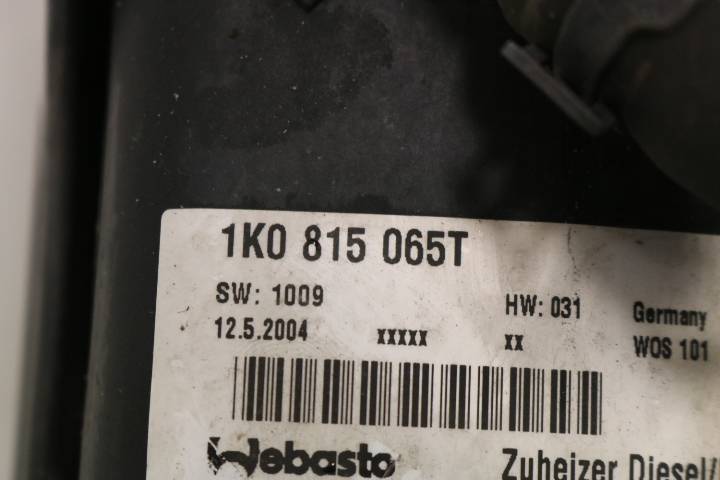 1K0 815 065T
SW: 1009 HW: 031 Germany
12.5.2004 XXXXX XX WOS 101
Webasto Zuheizer Diesel/